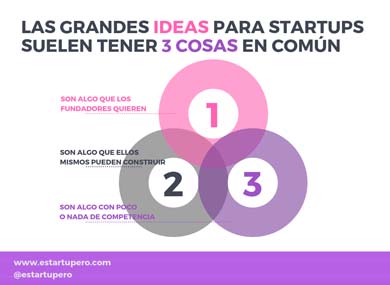 LAS GRANDES IDEAS PARA STARTUPS
SUELEN TENER 3 COSAS EN COMÚN
SON ALGO QUE LOS
FUNDADORES QUIEREN
1
SON ALGO QUE ELLOS
MISMOS PUEDEN CONSTRUIR
2
3
SON ALGO CON POCO
O NADA DE COMPETENCIA
www.estartupero.com
@estartupero